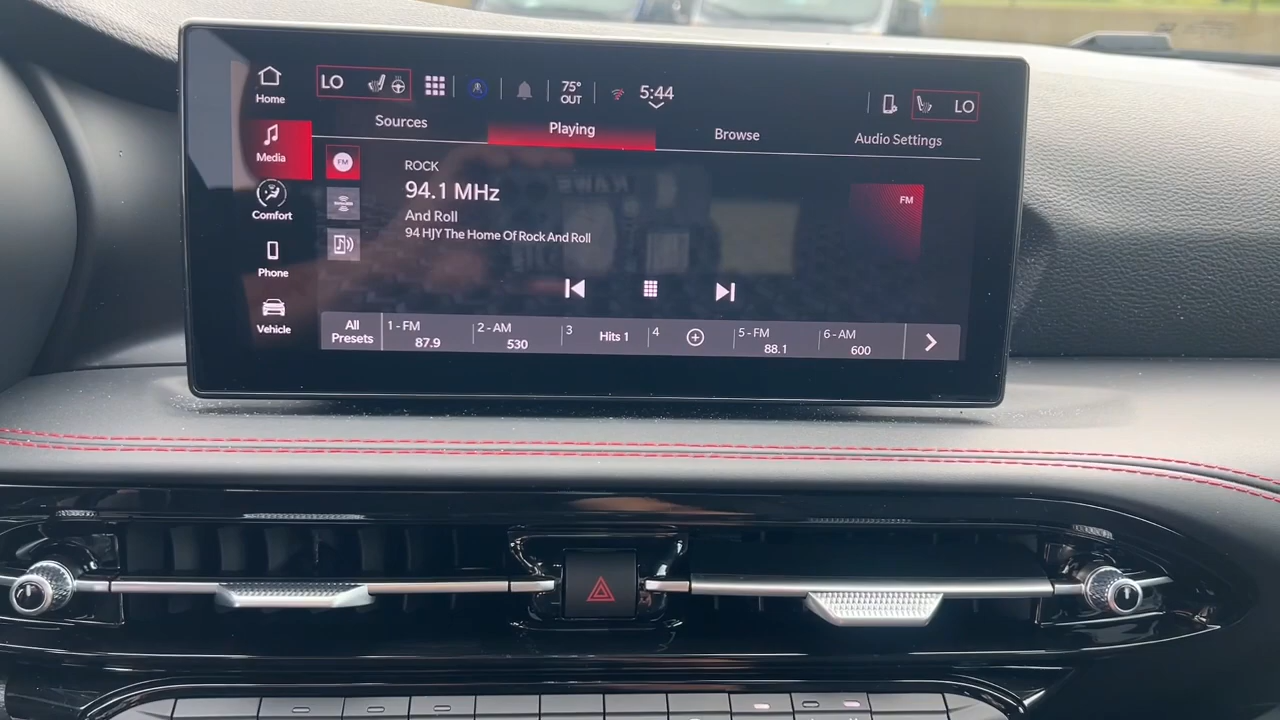 LO
75°
OUT
5:44
LO
Home
Media
Comfort
Phone
Vehicle
Sources
Playing
Browse
Audio Settings
FM
ROCK
94.1 MHz
And Roll
94 HJY The Home Of Rock And Roll
FM
All
Presets
1 - FM
87.9
2 - AM
530
3
Hits 1
4
5 - FM
88.1
6 - AM
600